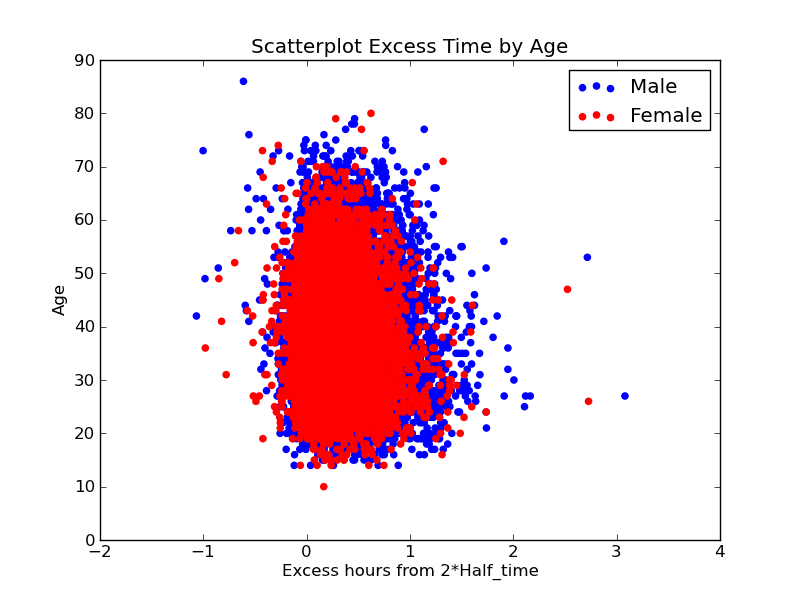 Scatterplot Excess Time by Age
Male
Female
90
80
70
60
50
40
30
20
10
0
Age
−2 −1 0 1 2 3 4
Excess hours from 2*Half_time